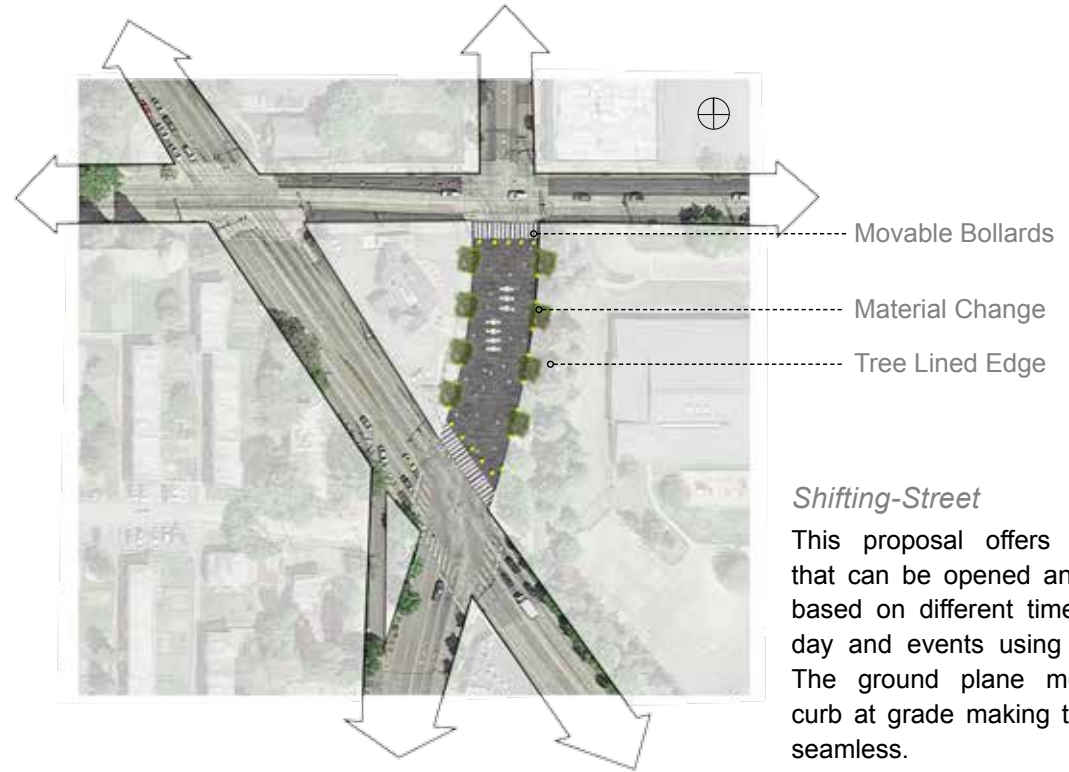 Movable Bollards
Material Change
Tree Lined Edge
Shifting-Street
This proposal offers
that can be opened an
based on different time
day and events using
The ground plane me
curb at grade making t
seamless.